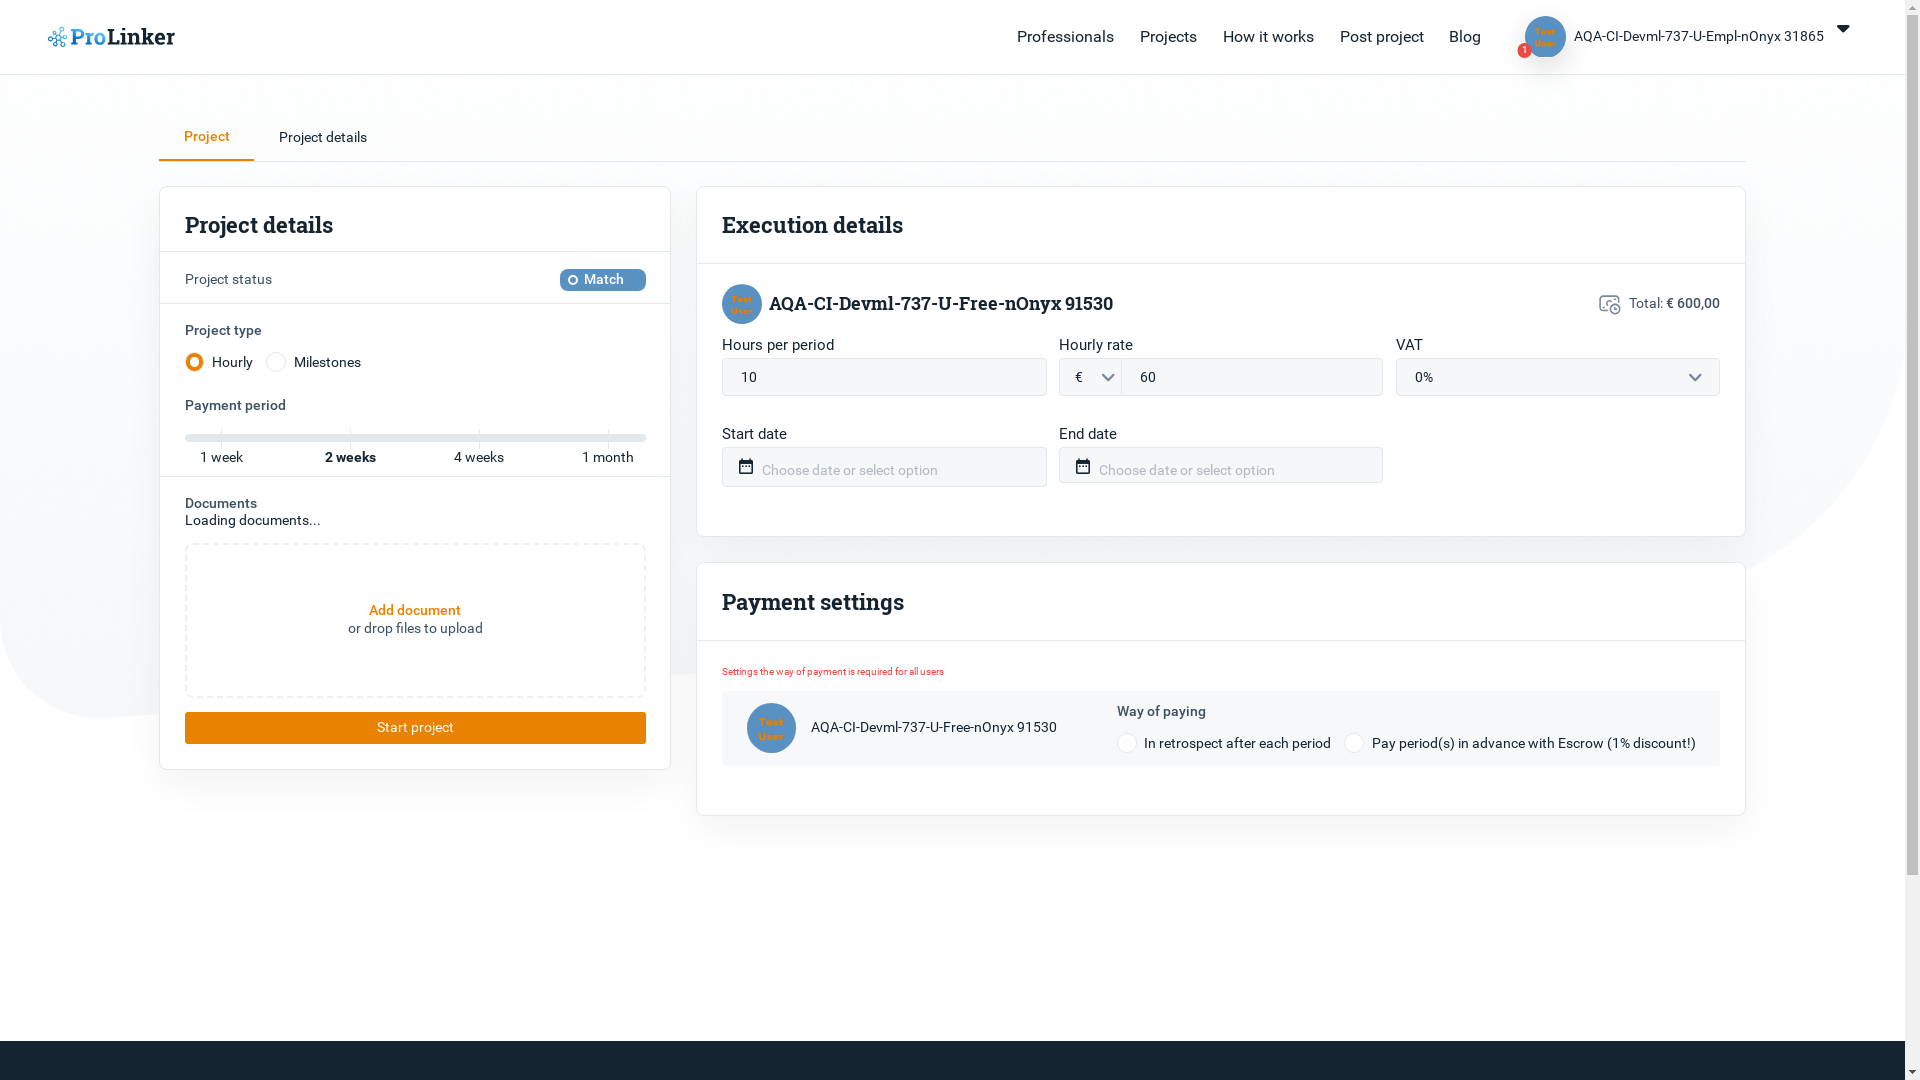 ProLinker
Professionals
Projects
How it works
Post project
Blog
Test
User
1
AQA-CI-Devml-737-U-Empl-nOnyx 31865
Project
Project details
Project details
Project status
Match
Project type
Hourly
Milestones
Payment period
1 week
2 weeks
4 weeks
1 month
Documents
Loading documents...
Add document
or drop files to upload
Start project
Execution details
Test
User
AQA-CI-Devml-737-U-Free-nOnyx 91530
Total: € 600,00
Hours per period
Hourly rate
VAT
10
€
60
0%
Start date
End date
Choose date or select option
Choose date or select option
Payment settings
Settings the way of payment is required for all users
Test
User
AQA-CI-Devml-737-U-Free-nOnyx 91530
Way of paying
In retrospect after each period
Pay period(s) in advance with Escrow (1% discount!)